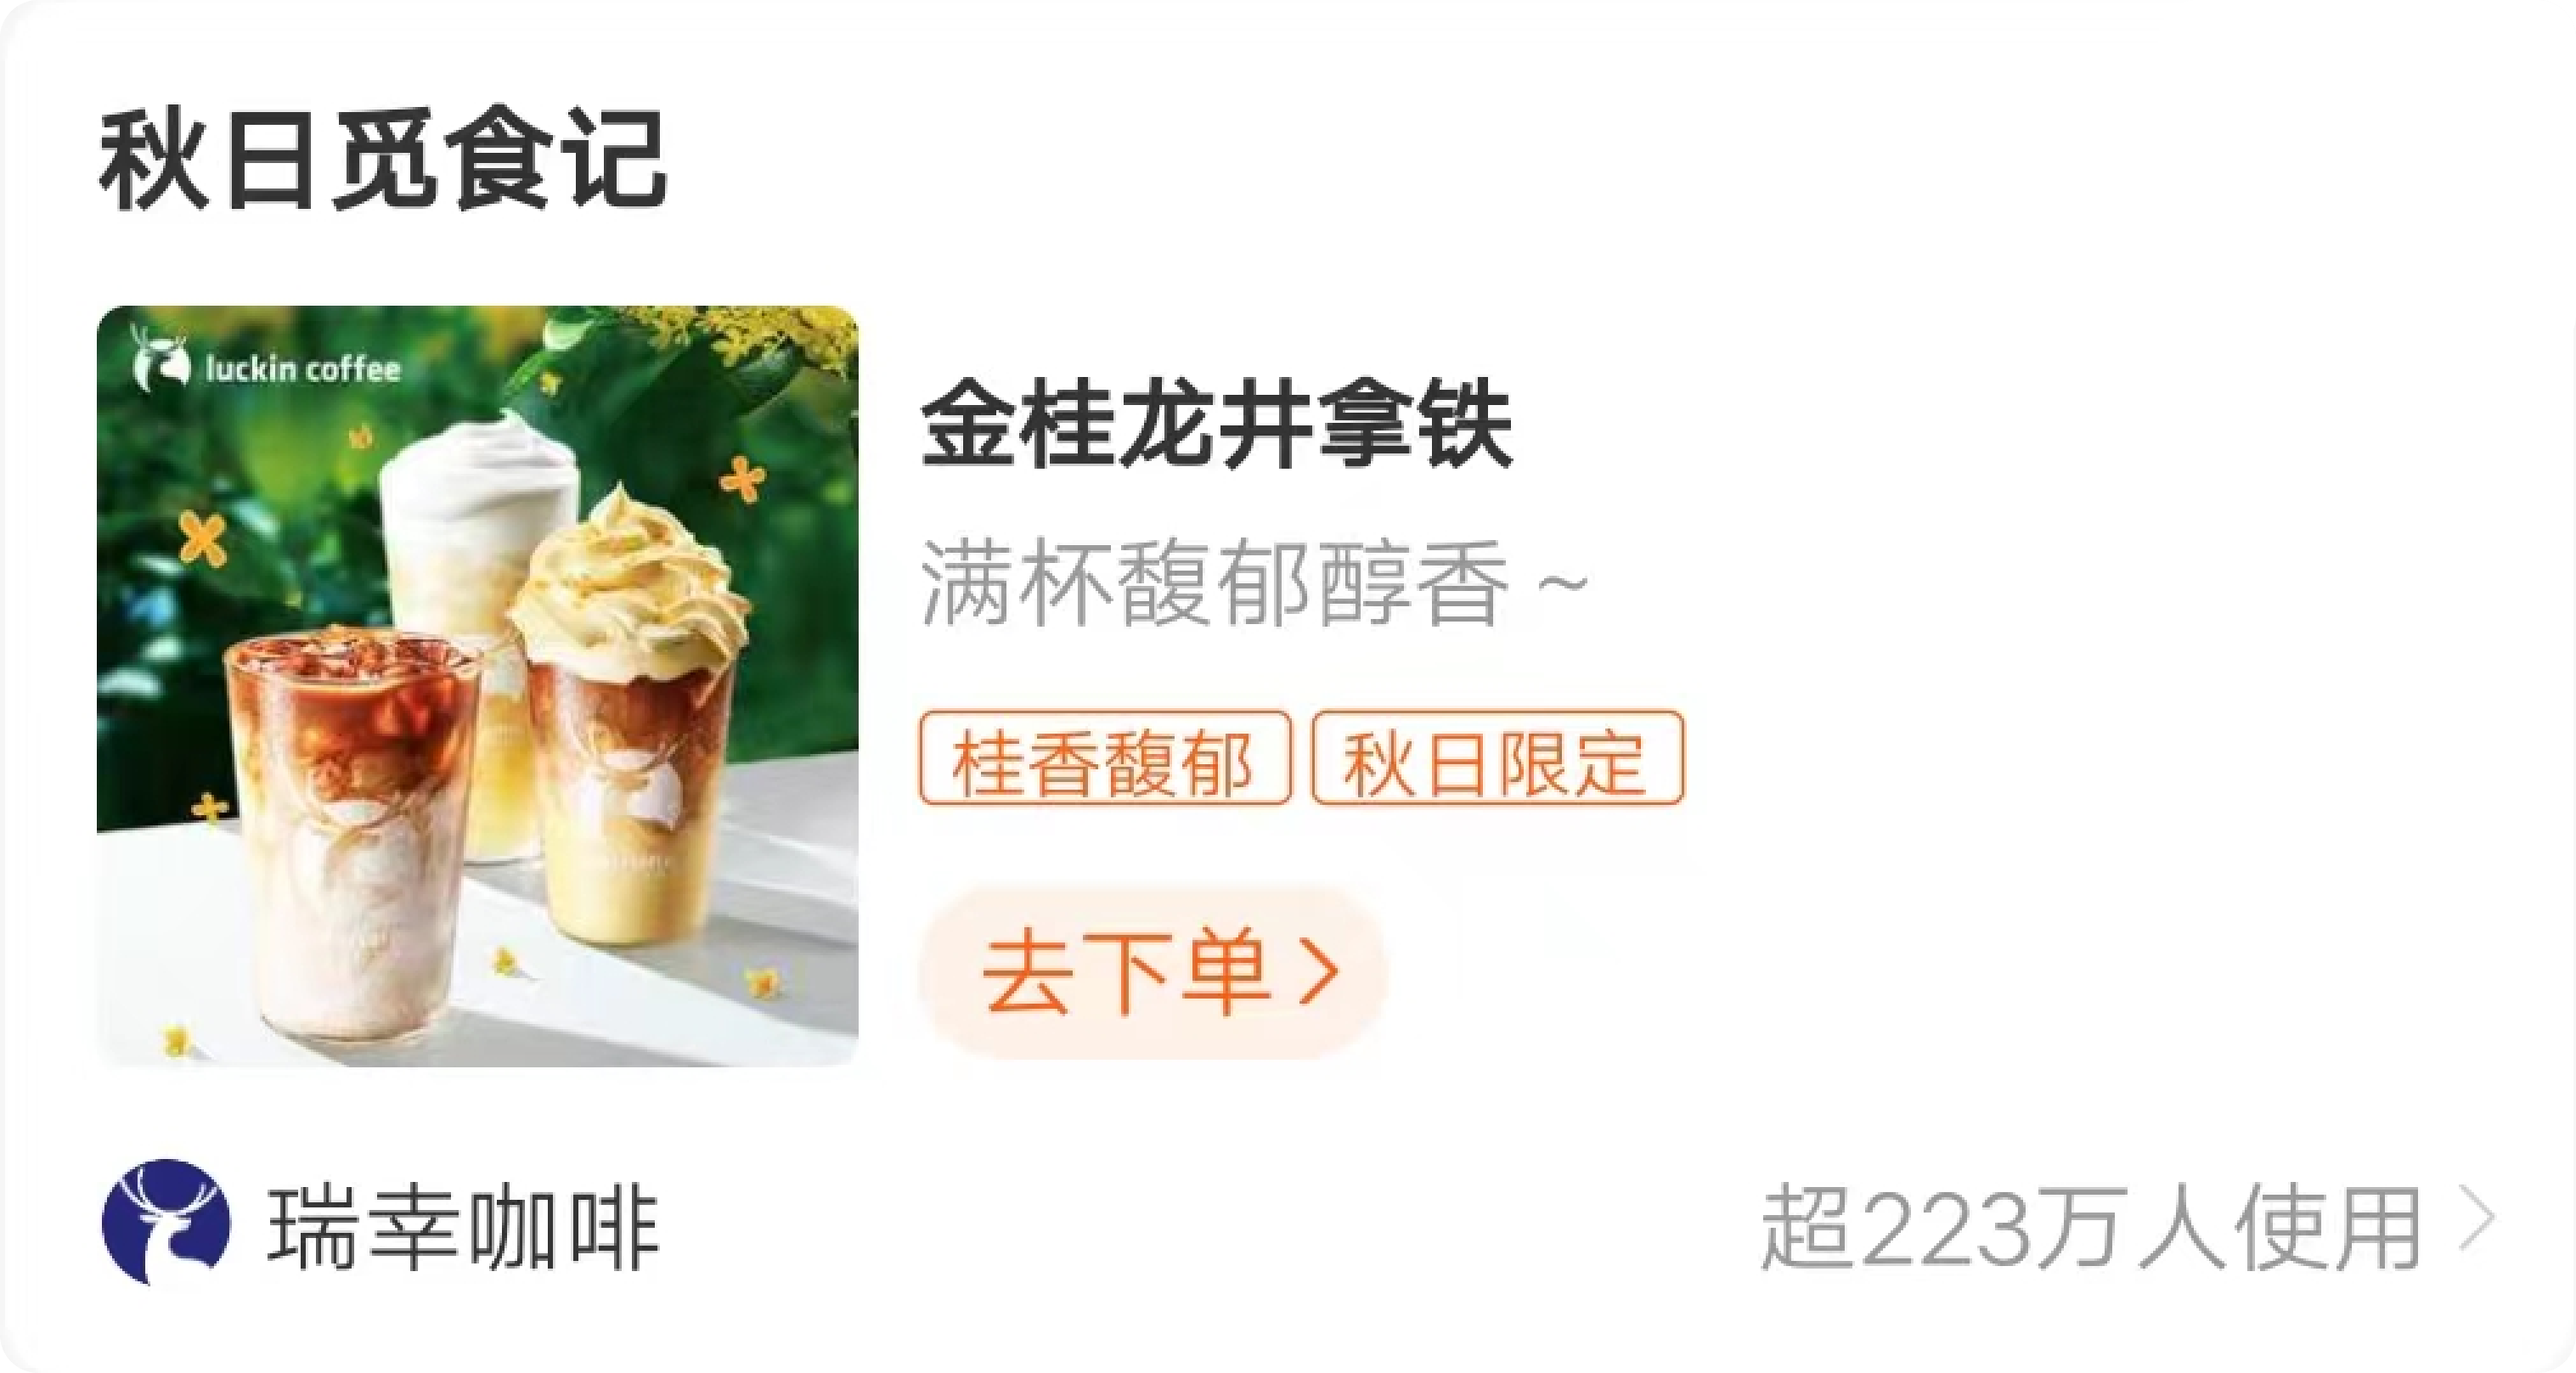 秋日觅食记
luckin coffee
金桂龙井拿铁
满杯馥郁醇香 ~
桂香馥郁 秋日限定
去下单
瑞幸咖啡
超223万人使用